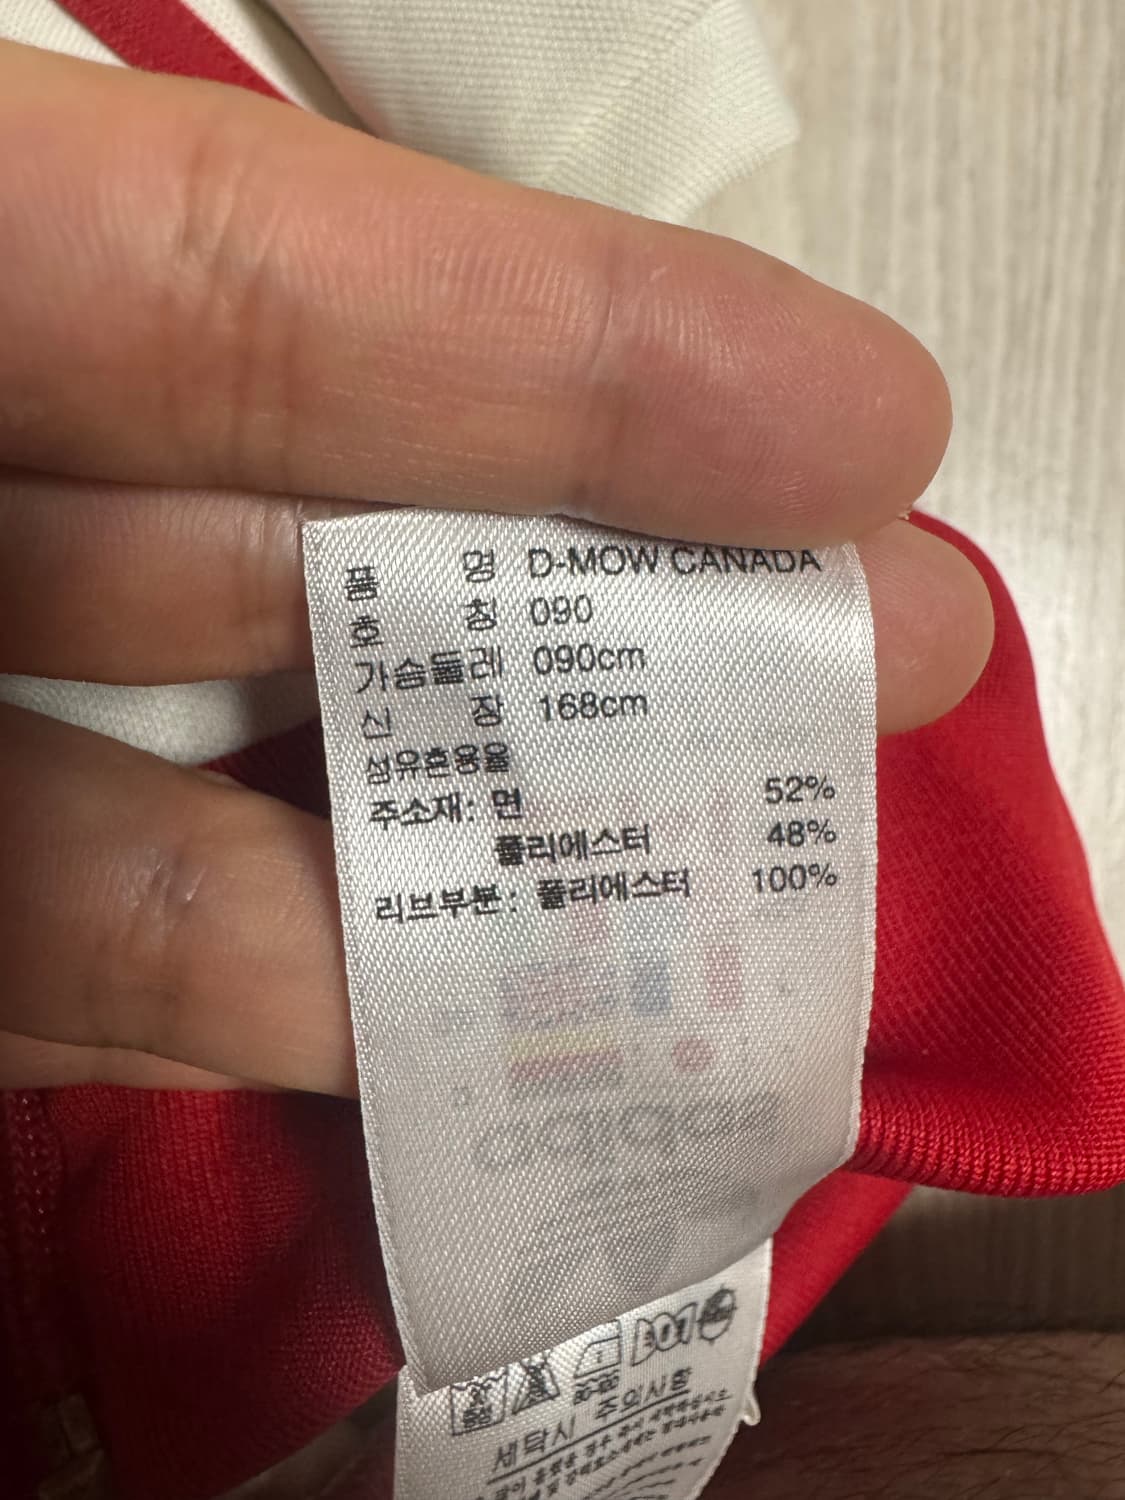 품 명 D-MOW CANADA
호 칭 090
가슴둘레 090cm
신 장 168cm
섬유혼용율
주소재: 면 52%
폴리에스터 48%
리브부분: 폴리에스터 100%
세탁시 주의사항